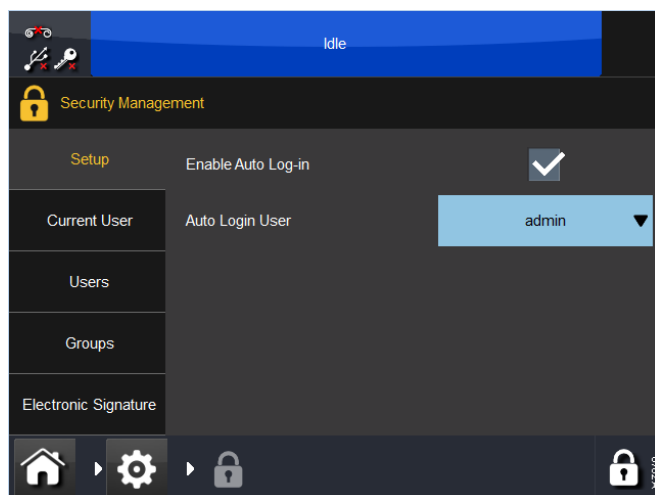 Idle
Security Management
Setup
Enable Auto Log-in
Current User
Auto Login User
admin
Users
Groups
Electronic Signature